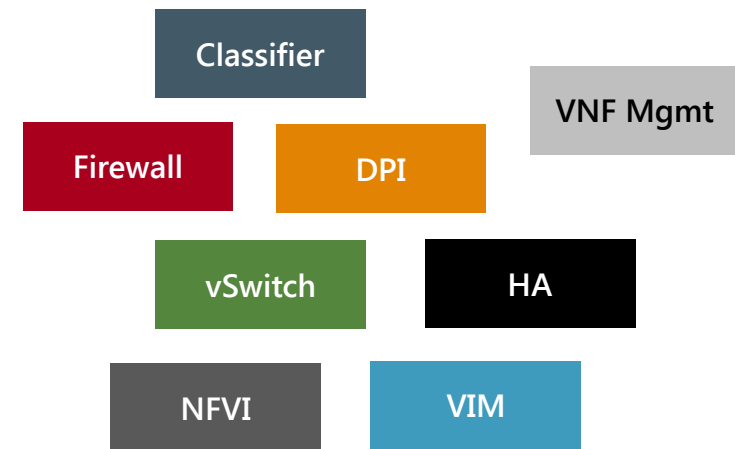 Classifier
VNF Mgmt
Firewall
DPI
vSwitch
HA
NFVI
VIM